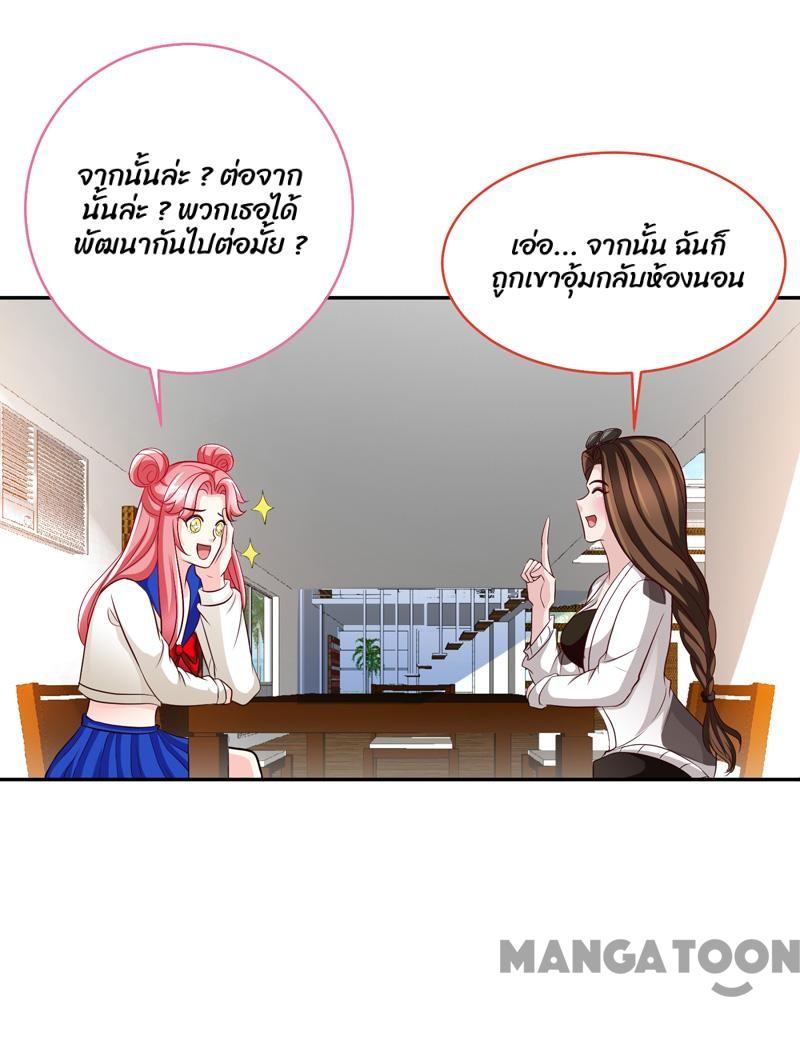 จากนั้นล่ะ ? ต่อจาก
นั้นล่ะ ? พวกเธอได้
พัฒนากันไปต่อมั้ย ?
เอ่อ... จากนั้น ฉันก็
ถูกเขาอุ้มกลับห้องนอน
MANGATOON